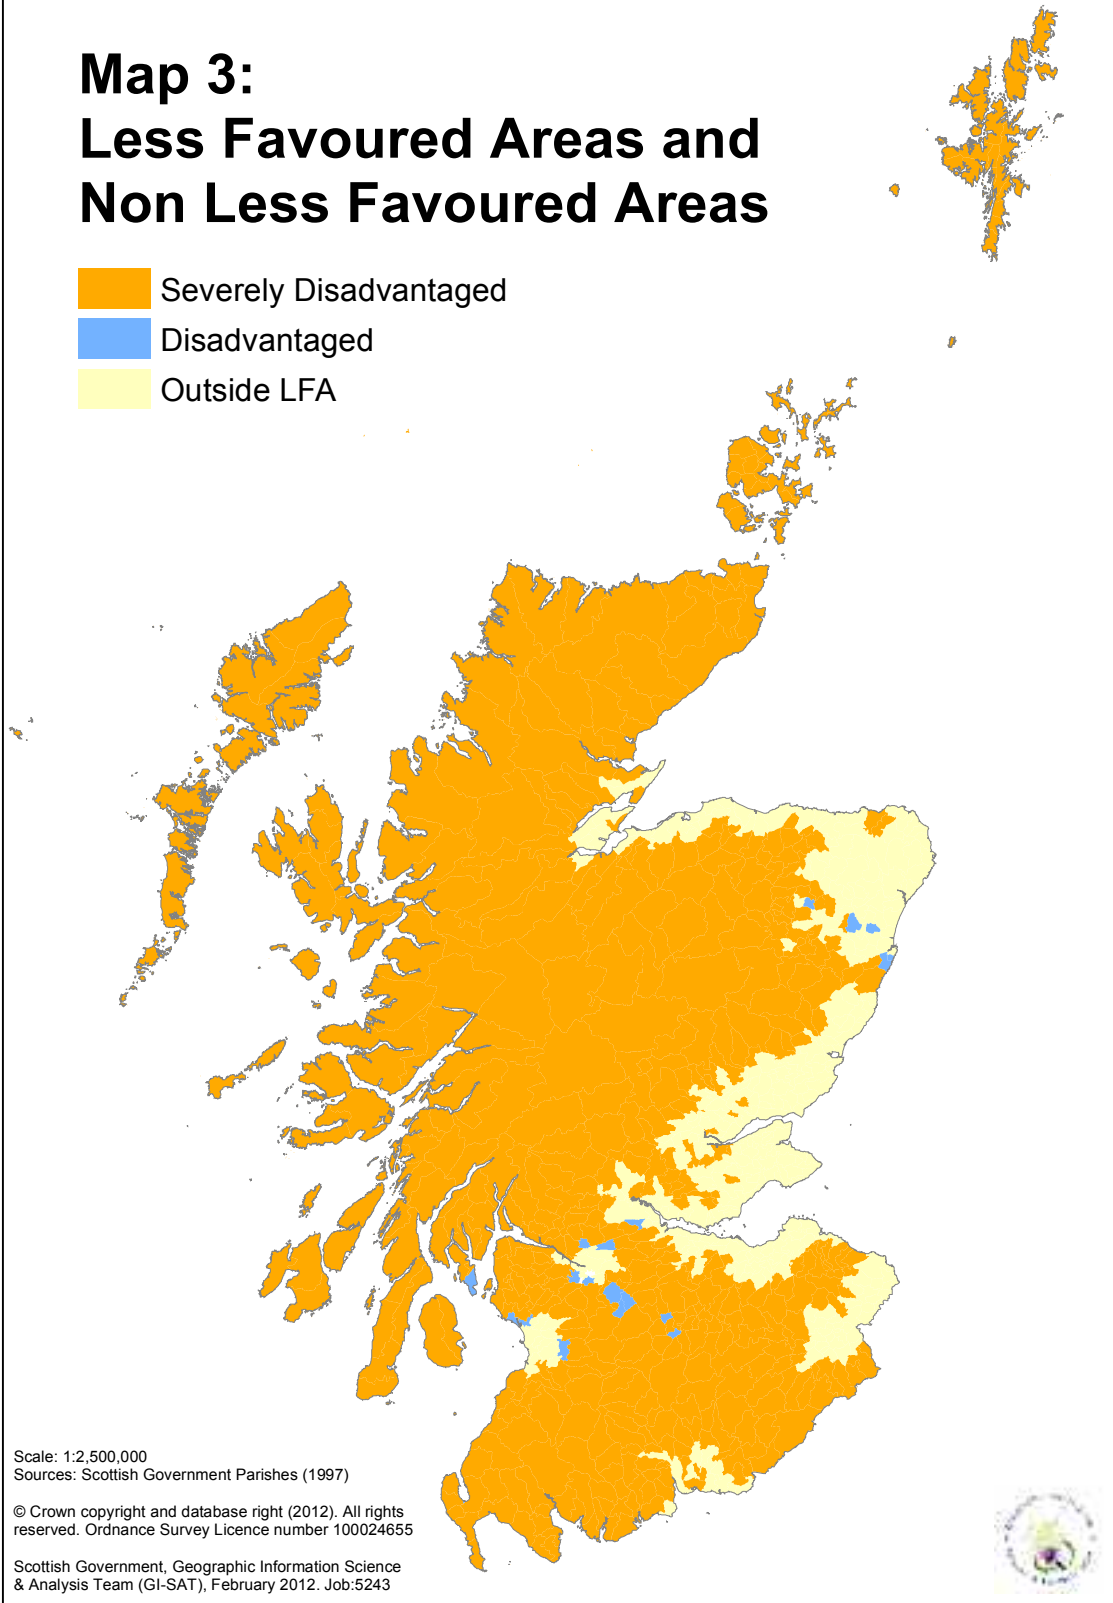 Map 3:
Less Favoured Areas and
Non Less Favoured Areas
Severely Disadvantaged
Disadvantaged
Outside LFA
Scale: 1:2,500,000
Sources: Scottish Government Parishes (1997)
© Crown copyright and database right (2012). All rights
reserved. Ordnance Survey Licence number 100024655
Scottish Government, Geographic Information Science
& Analysis Team (GI-SAT), February 2012. Job:5243